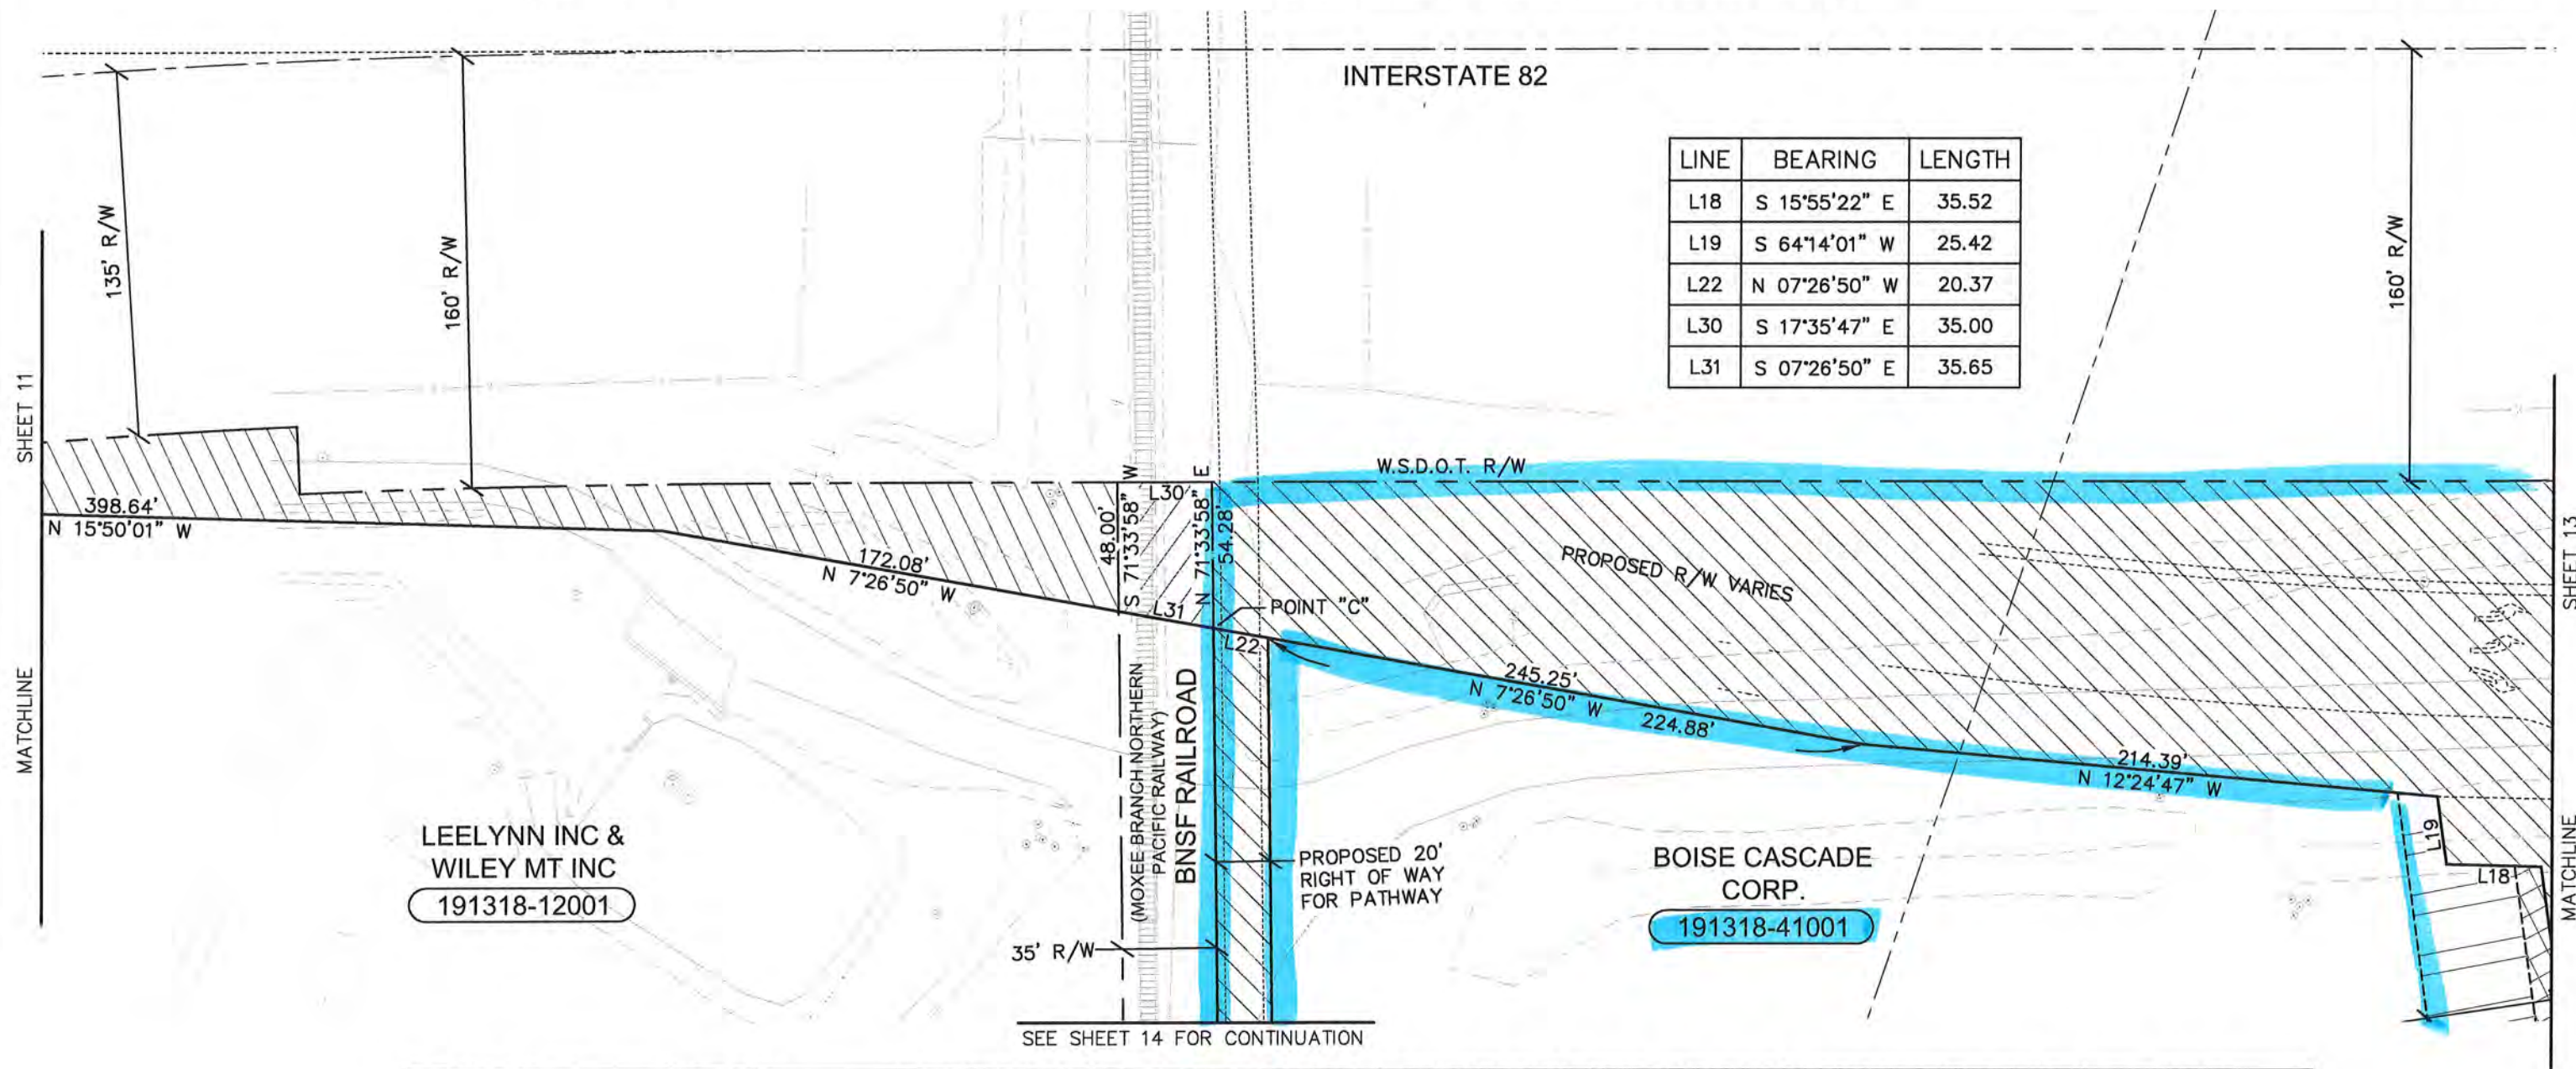 INTERSTATE 82
LINE BEARING LENGTH
L18 S 15°55'22" E 35.52
L19 S 64°14'01" W 25.42
L22 N 07°26'50" W 20.37
L30 S 17°35'47" E 35.00
L31 S 07°26'50" E 35.65
135' R/W
160' R/W
160' R/W
SHEET 11
MATCHLINE
SHEET 13
MATCHLINE
W.S.D.O.T. R/W
398.64'
N 15°50'01" W
172.08'
N 7°26'50" W
48.00'
S 71°33'58" W
L30
L31
N 71°33'58" E
54.28'
POINT "C"
L22
PROPOSED R/W VARIES
245.25'
N 7°26'50" W
224.88'
214.39'
N 12°24'47" W
L19
L18
(MOXEE BRANCH NORTHERN
PACIFIC RAILWAY)
BNSF RAILROAD
LEELYNN INC &
WILEY MT INC
191318-12001
PROPOSED 20'
RIGHT OF WAY
FOR PATHWAY
BOISE CASCADE
CORP.
191318-41001
35' R/W
SEE SHEET 14 FOR CONTINUATION